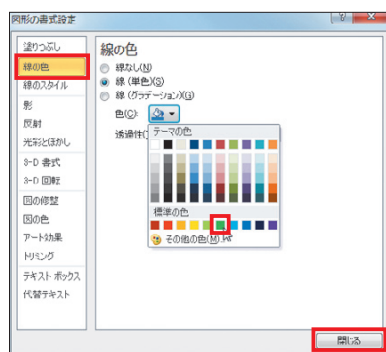 図形の書式設定
塗りつぶし
線の色
線のスタイル
影
反射
光彩とぼかし
3-D 書式
3-D 回転
図の修整
図の色
アート効果
トリミング
テキスト ボックス
代替テキスト
線の色
線なし(N)
線 (単色)(S)
線 (グラデーション)(G)
色(C):
透過性(
テーマの色
標準の色
その他の色(M)...
閉じる